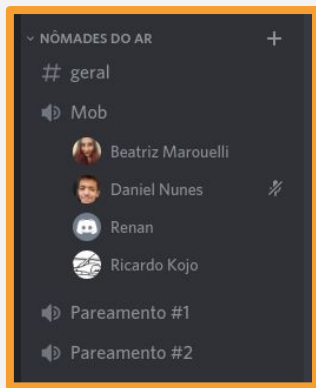 NÔMADES DO AR
geral
Mob
Beatriz Marouelli
Daniel Nunes
Renan
Ricardo Kojo
Pareamento #1
Pareamento #2